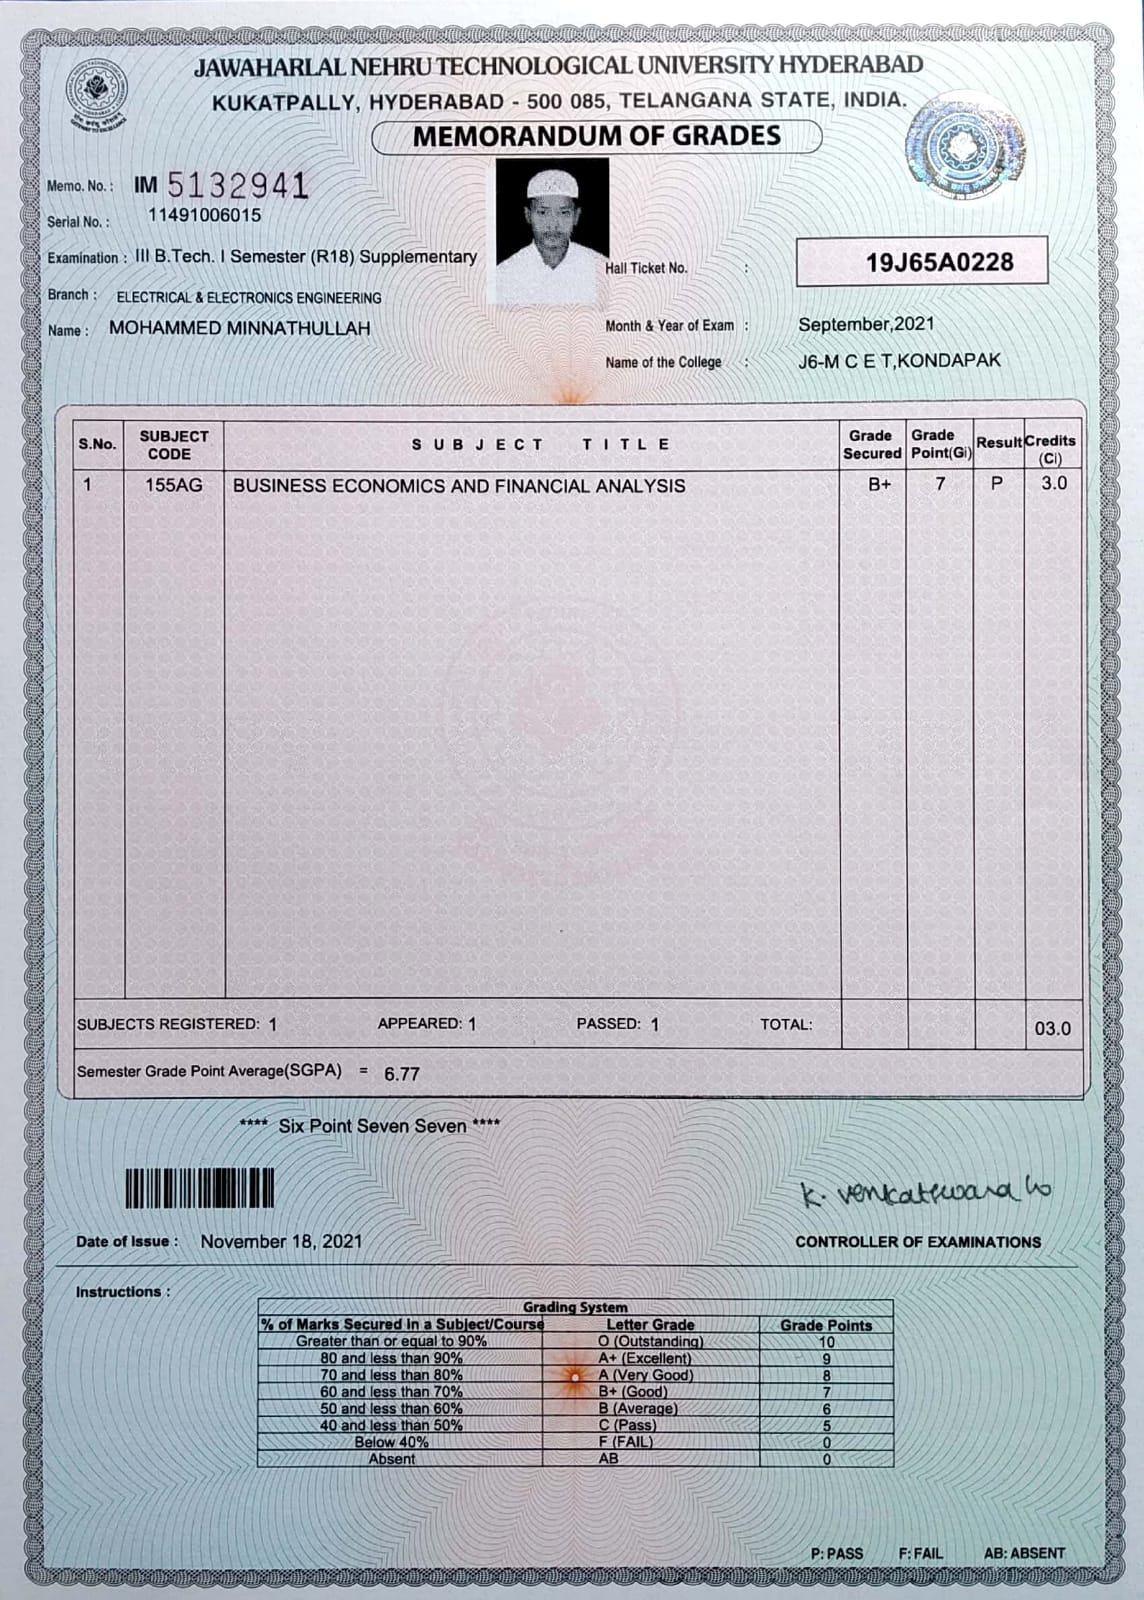 JAWAHARLAL NEHRU TECHNOLOGICAL UNIVERSITY HYDERABAD
KUKATPALLY, HYDERABAD - 500 085, TELANGANA STATE, INDIA.
MEMORANDUM OF GRADES
Memo. No. : IM 5132941
Serial No. : 11491006015
Examination : III B.Tech. I Semester (R18) Supplementary
Hall Ticket No. : 19J65A0228
Branch : ELECTRICAL & ELECTRONICS ENGINEERING
Name : MOHAMMED MINNATHULLAH
Month & Year of Exam : September,2021
Name of the College : J6-M C E T,KONDAPAK
S.No. SUBJECT CODE SUBJECT TITLE Grade Secured Grade Point(Gi) Result Credits (Ci)
1 155AG BUSINESS ECONOMICS AND FINANCIAL ANALYSIS B+ 7 P 3.0
SUBJECTS REGISTERED: 1 APPEARED: 1 PASSED: 1 TOTAL: 03.0
Semester Grade Point Average(SGPA) = 6.77
**** Six Point Seven Seven ****
K. Venkateswara
Date of Issue : November 18, 2021 CONTROLLER OF EXAMINATIONS
Instructions :
Grading System
% of Marks Secured in a Subject/Course Letter Grade Grade Points
Greater than or equal to 90% O (Outstanding) 10
80 and less than 90% A+ (Excellent) 9
70 and less than 80% A (Very Good) 8
60 and less than 70% B+ (Good) 7
50 and less than 60% B (Average) 6
40 and less than 50% C (Pass) 5
Below 40% F (FAIL) 0
Absent AB 0
P: PASS F: FAIL AB: ABSENT